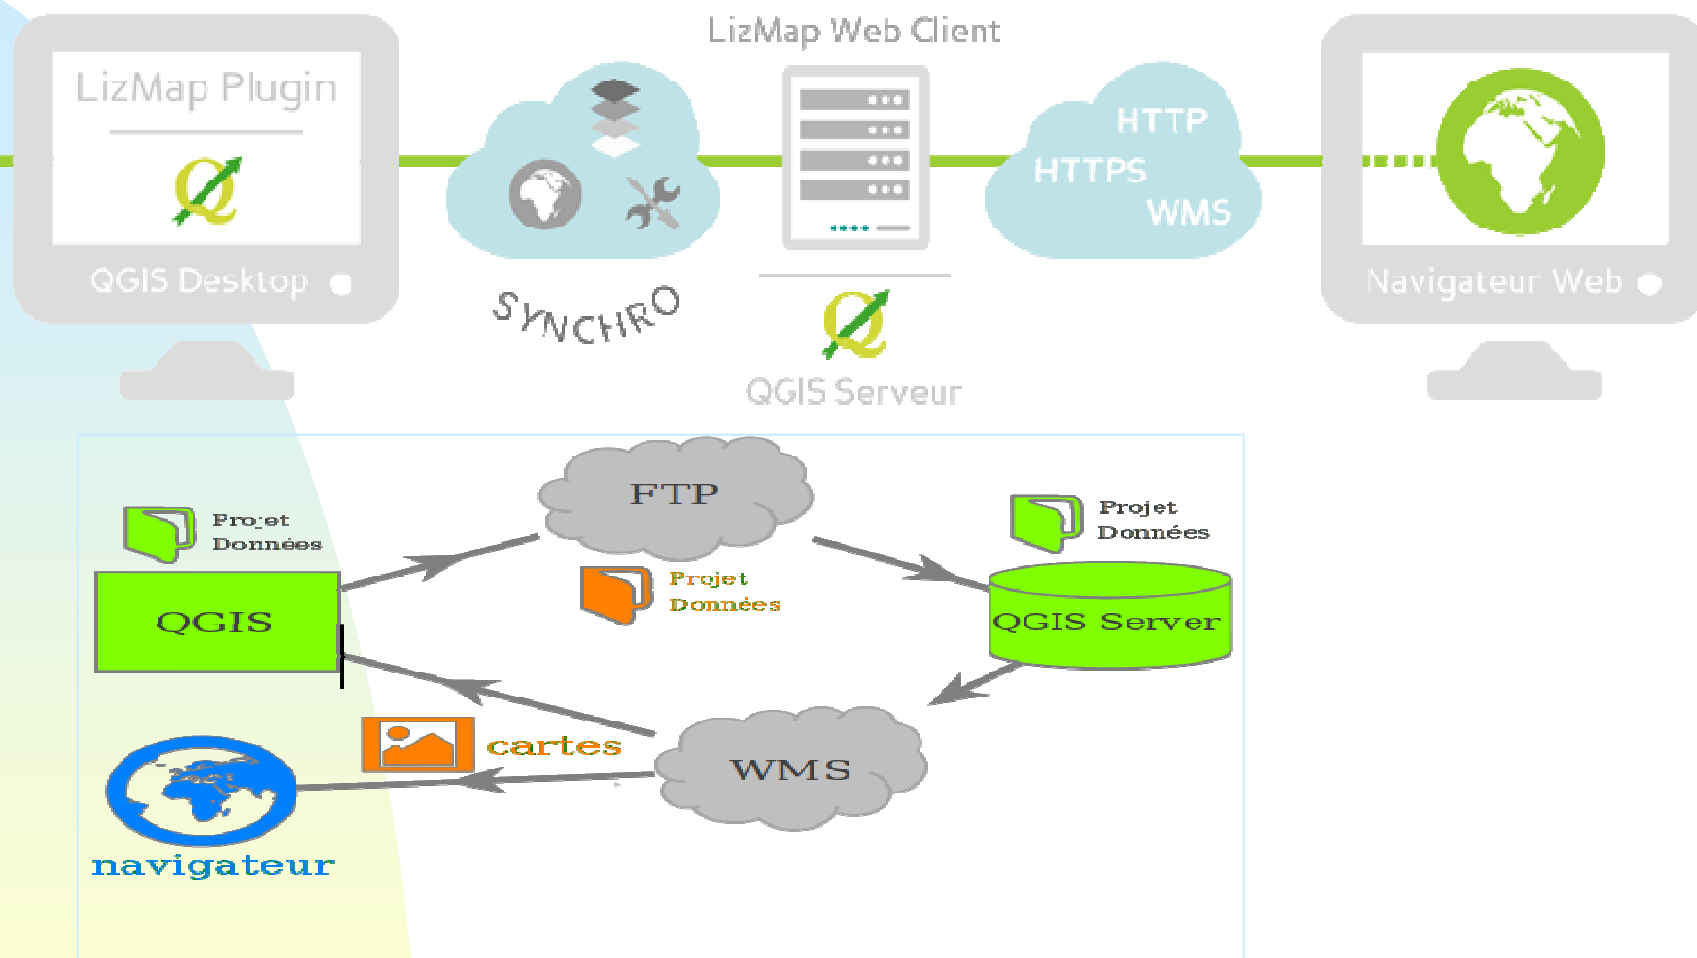 LizMap Web Client
LizMap Plugin
QGIS Desktop
SYNCHRO
HTTP
HTTPS
WMS
QGIS Serveur
Navigateur Web
FTP
Projet
Données
Projet
Données
Projet
Données
QGIS
QGIS Server
cartes
WMS
navigateur